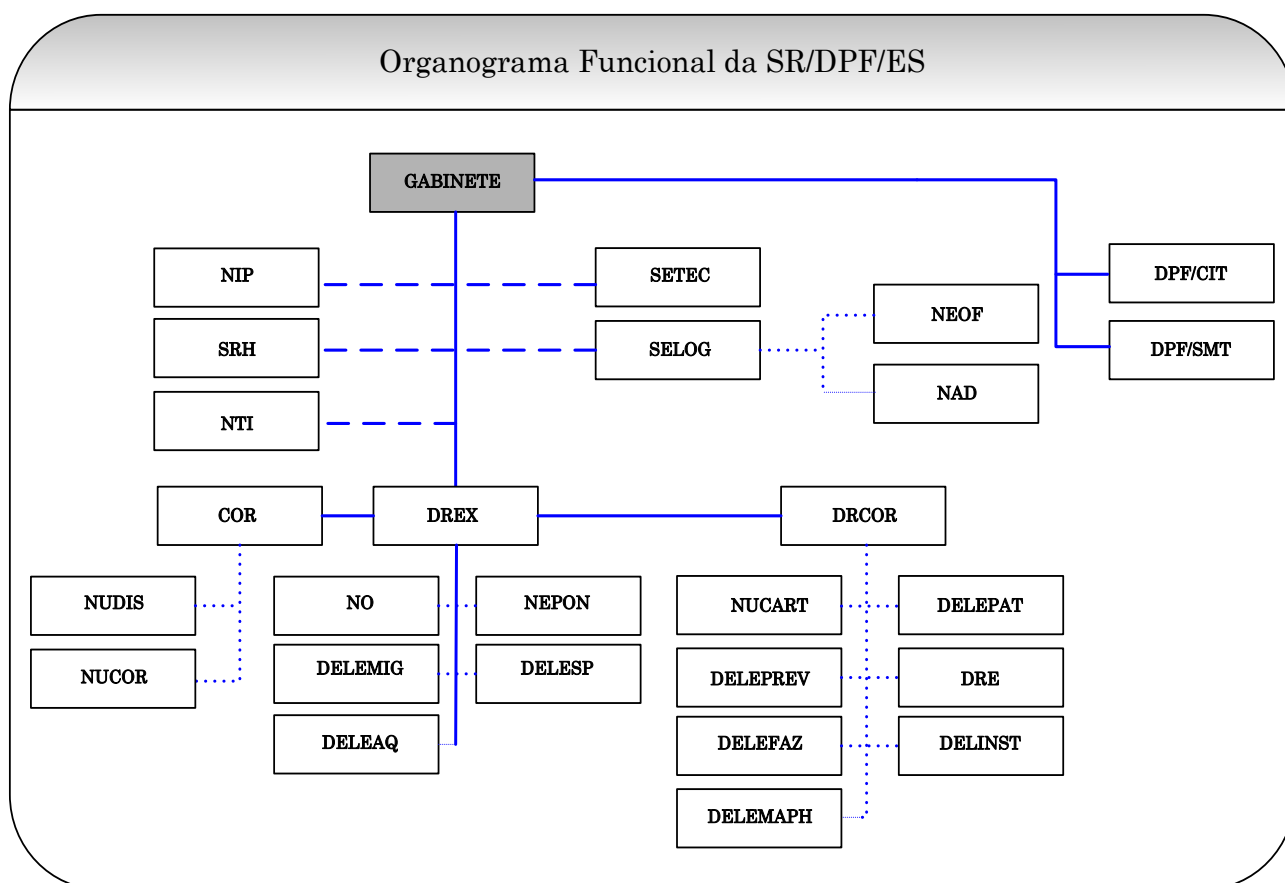 Organograma Funcional da SR/DPF/ES
GABINETE
NIP
SETEC
DPF/CIT
NEOF
SRH
SELOG
DPF/SMT
NAD
NTI
COR
DREX
DRCOR
NUDIS
NO
NEPON
NUCART
DELEPAT
NUCOR
DELEMIG
DELESP
DELEPREV
DRE
DELEAQ
DELEFAZ
DELINST
DELEMAPH